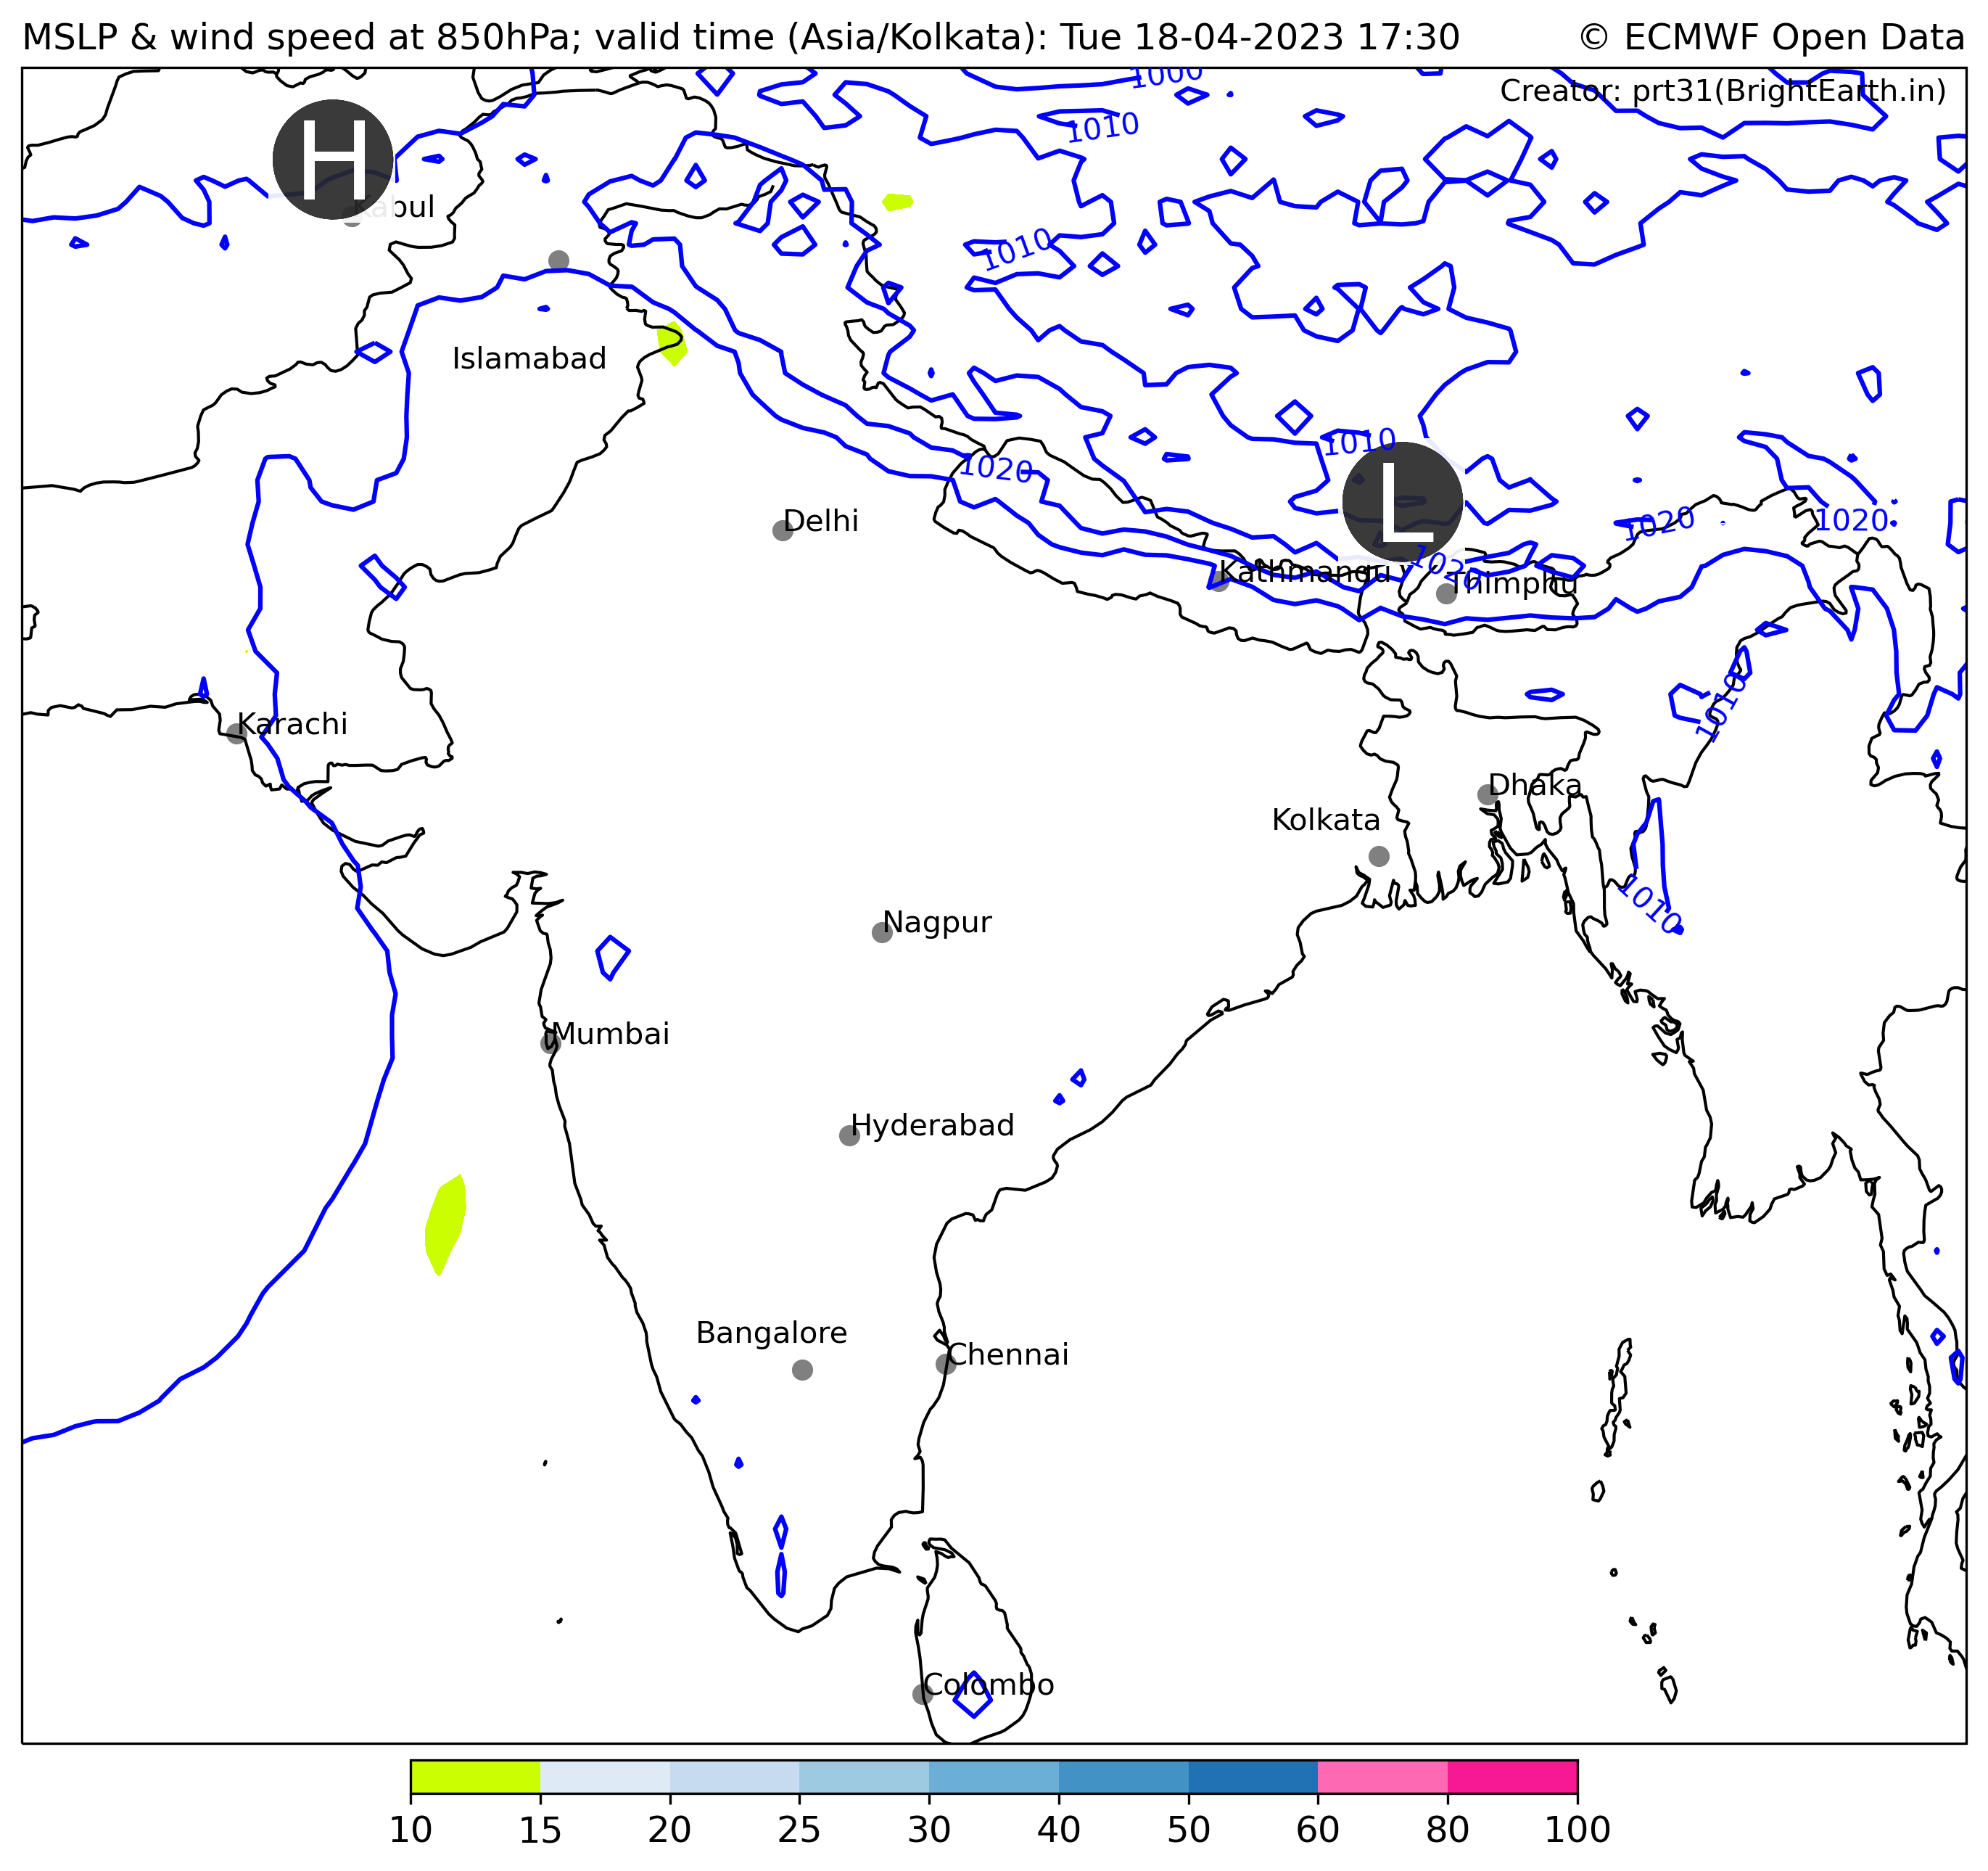 MSLP & wind speed at 850hPa; valid time (Asia/Kolkata): Tue 18-04-2023 17:30
© ECMWF Open Data
1000
Creator: prt31(BrightEarth.in)
1010
H
Kabul
1010
Islamabad
1010
1020
L
Delhi
1020
1020
1020
Kathmandu
Thimphu
1010
Karachi
Dhaka
Kolkata
1010
Nagpur
Mumbai
Hyderabad
Bangalore
Chennai
Colombo
10 15 20 25 30 40 50 60 80 100